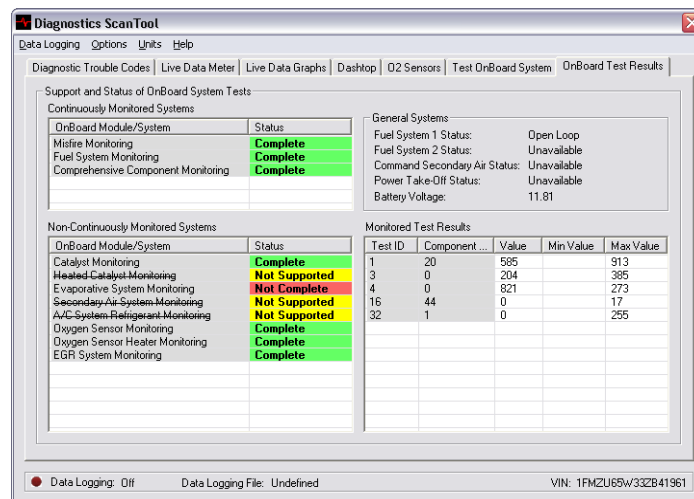 Diagnostics ScanTool
Data Logging Options Units Help
Diagnostic Trouble Codes Live Data Meter Live Data Graphs Dashtop O2 Sensors Test OnBoard System OnBoard Test Results
Support and Status of OnBoard System Tests
Continuously Monitored Systems
OnBoard Module/System Status
Misfire Monitoring Complete
Fuel System Monitoring Complete
Comprehensive Component Monitoring Complete
General Systems
Fuel System 1 Status: Open Loop
Fuel System 2 Status: Unavailable
Command Secondary Air Status: Unavailable
Power Take-Off Status: Unavailable
Battery Voltage: 11.81
Non-Continuously Monitored Systems
OnBoard Module/System Status
Catalyst Monitoring Complete
Heated Catalyst Monitoring Not Supported
Evaporative System Monitoring Not Complete
Secondary Air System Monitoring Not Supported
A/C System Refrigerant Monitoring Not Supported
Oxygen Sensor Monitoring Complete
Oxygen Sensor Heater Monitoring Complete
EGR System Monitoring Complete
Monitored Test Results
Test ID Component ... Value Min Value Max Value
1 20 585 913
3 0 204 385
4 0 821 273
16 44 0 17
32 1 0 255
Data Logging: Off Data Logging File: Undefined VIN: 1FMZU65W33ZB41961